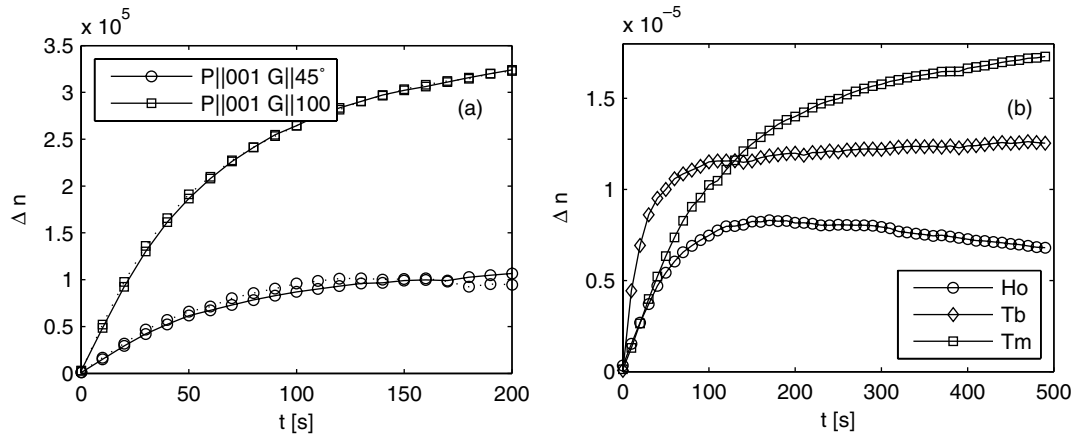 x 10⁵
3.5
3
2.5
2
1.5
1
0.5
0
0 50 100 150 200
Δ n
t [s]
P||001 G||45°
P||001 G||100
(a)
x 10⁻⁵
1.5
1
0.5
0
0 100 200 300 400 500
Δ n
t [s]
(b)
Ho
Tb
Tm